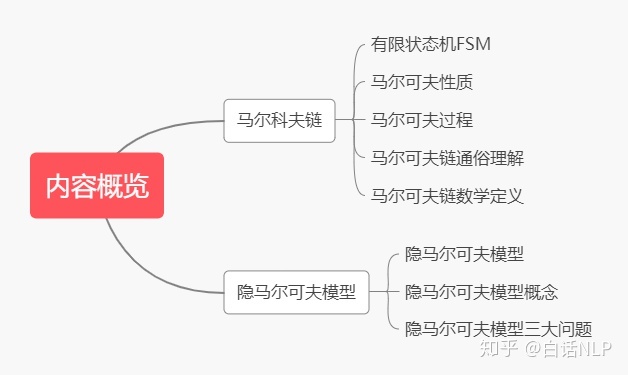 内容概览
马尔科夫链
有限状态机FSM
马尔可夫性质
马尔可夫过程
马尔可夫链通俗理解
马尔可夫链数学定义
隐马尔可夫模型
隐马尔可夫模型
隐马尔可夫模型概念
隐马尔可夫模型三大问题
知乎 @白话NLP